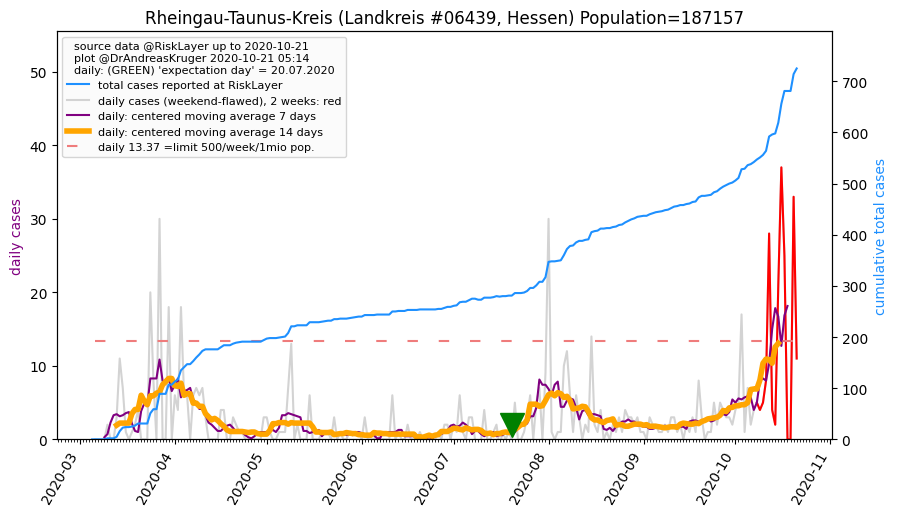 Rheingau-Taunus-Kreis (Landkreis #06439, Hessen) Population=187157
source data @RiskLayer up to 2020-10-21
plot @DrAndreasKruger 2020-10-21 05:14
daily: (GREEN) 'expectation day' = 20.07.2020
total cases reported at RiskLayer
daily cases (weekend-flawed), 2 weeks: red
daily: centered moving average 7 days
daily: centered moving average 14 days
daily 13.37 =limit 500/week/1mio pop.
daily cases
50
40
30
20
10
0
cumulative total cases
700
600
500
400
300
200
100
0
2020-03
2020-04
2020-05
2020-06
2020-07
2020-08
2020-09
2020-10
2020-11